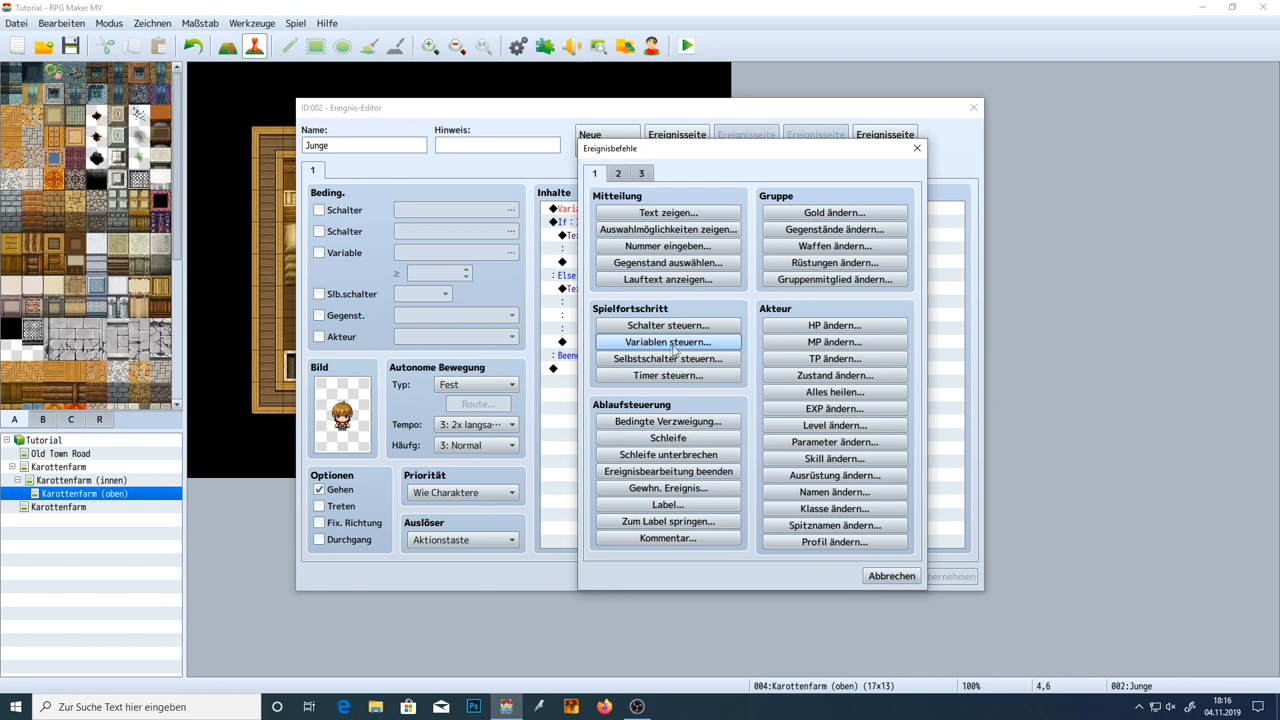 Tutorial - RPG Maker MV
Datei Bearbeiten Modus Zeichnen Maßstab Werkzeuge Spiel Hilfe
ID:002 - Ereignis-Editor
Name: Hinweis:
Junge
Neue Ereignisseite Ereignisseite Ereignisseite Ereignisseite
1
Beding.
Schalter ...
Schalter ...
Variable ...
≥
Slb.schalter
Gegenst.
Akteur
Bild
Autonome Bewegung
Typ: Fest
Route...
Tempo: 3: 2x langsa···
Häufg: 3: Normal
Optionen
Gehen
Treten
Fix. Richtung
Durchgang
Priorität
Wie Charaktere
Auslöser
Aktionstaste
Inhalte
◆Varia
◆If :
◆Te
:
◆
:Else
◆Te
:
:
:
◆
:Been
◆
Ereignisbefehle
1 2 3
Mitteilung
Text zeigen...
Auswahlmöglichkeiten zeigen...
Nummer eingeben...
Gegenstand auswählen...
Lauftext anzeigen...
Spielfortschritt
Schalter steuern...
Variablen steuern...
Selbstschalter steuern...
Timer steuern...
Ablaufsteuerung
Bedingte Verzweigung...
Schleife
Schleife unterbrechen
Ereignisbearbeitung beenden
Gewhn. Ereignis...
Label...
Zum Label springen...
Kommentar...
Gruppe
Gold ändern...
Gegenstände ändern...
Waffen ändern...
Rüstungen ändern...
Gruppenmitglied ändern...
Akteur
HP ändern...
MP ändern...
TP ändern...
Zustand ändern...
Alles heilen...
EXP ändern...
Level ändern...
Parameter ändern...
Skill ändern...
Ausrüstung ändern...
Namen ändern...
Klasse ändern...
Spitznamen ändern...
Profil ändern...
Abbrechen
bernehmen
A B C R
Tutorial
Old Town Road
Karottenfarm
Karottenfarm (innen)
Karottenfarm (oben)
Karottenfarm
004:Karottenfarm (oben) (17x13) 100% 4,6 002:Junge
Zur Suche Text hier eingeben
Ps
18:16
04.11.2019